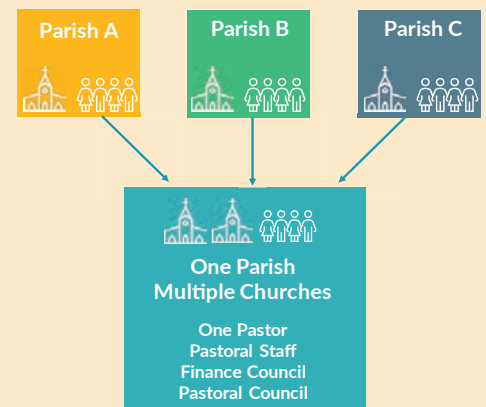 Parish A
Parish B
Parish C
One Parish
Multiple Churches
One Pastor
Pastoral Staff
Finance Council
Pastoral Council